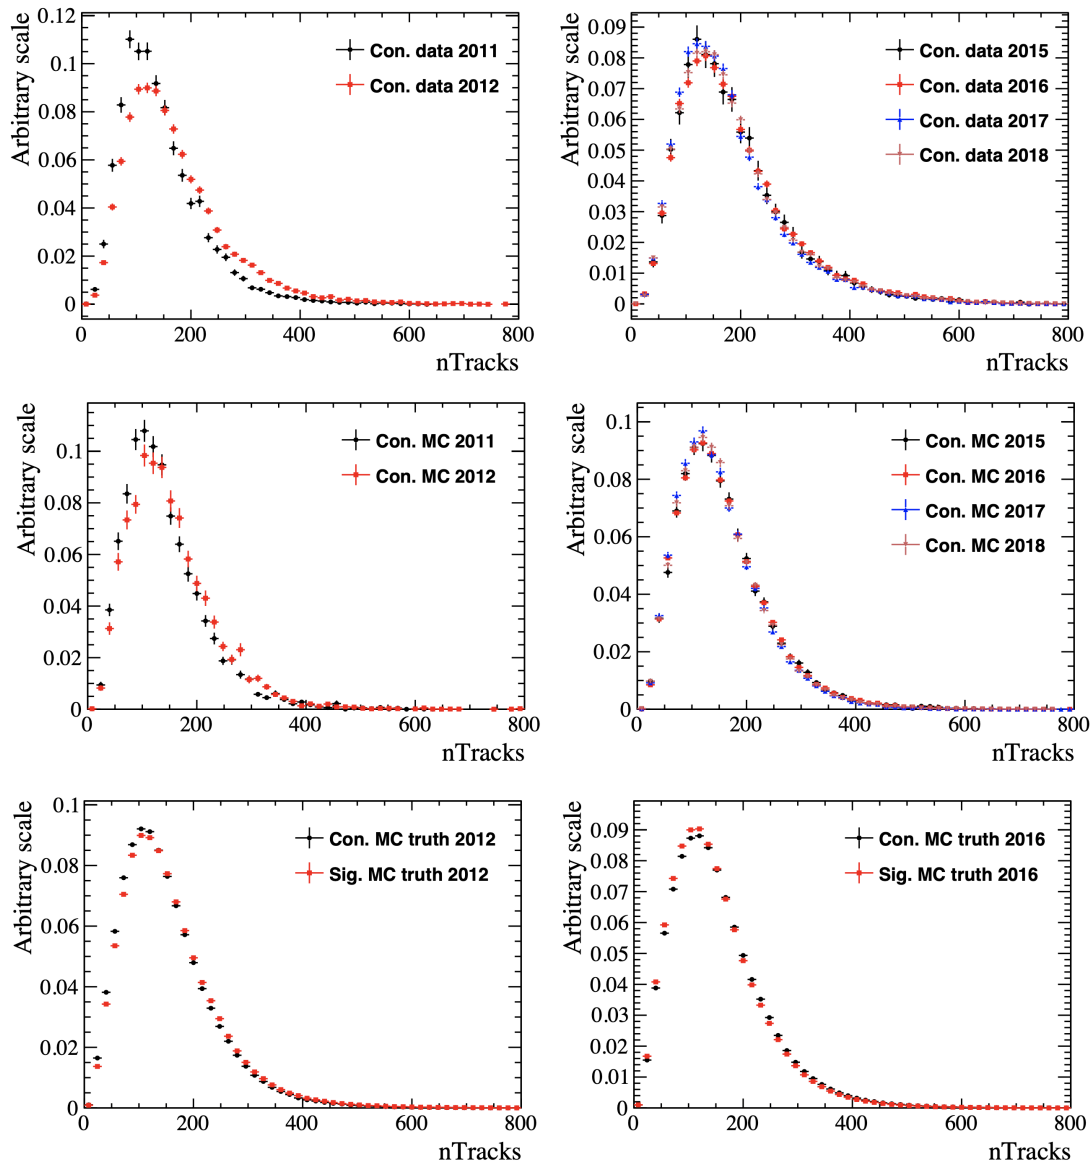 Arbitrary scale
0.12
0.1
0.08
0.06
0.04
0.02
0
Con. data 2011
Con. data 2012
0 200 400 600 800
nTracks
Arbitrary scale
0.09
0.08
0.07
0.06
0.05
0.04
0.03
0.02
0.01
0
Con. data 2015
Con. data 2016
Con. data 2017
Con. data 2018
0 200 400 600 800
nTracks
Arbitrary scale
0.1
0.08
0.06
0.04
0.02
0
Con. MC 2011
Con. MC 2012
0 200 400 600 800
nTracks
Arbitrary scale
0.1
0.08
0.06
0.04
0.02
0
Con. MC 2015
Con. MC 2016
Con. MC 2017
Con. MC 2018
0 200 400 600 800
nTracks
Arbitrary scale
0.1
0.08
0.06
0.04
0.02
0
Con. MC truth 2012
Sig. MC truth 2012
0 200 400 600 800
nTracks
Arbitrary scale
0.09
0.08
0.07
0.06
0.05
0.04
0.03
0.02
0.01
0
Con. MC truth 2016
Sig. MC truth 2016
0 200 400 600 800
nTracks